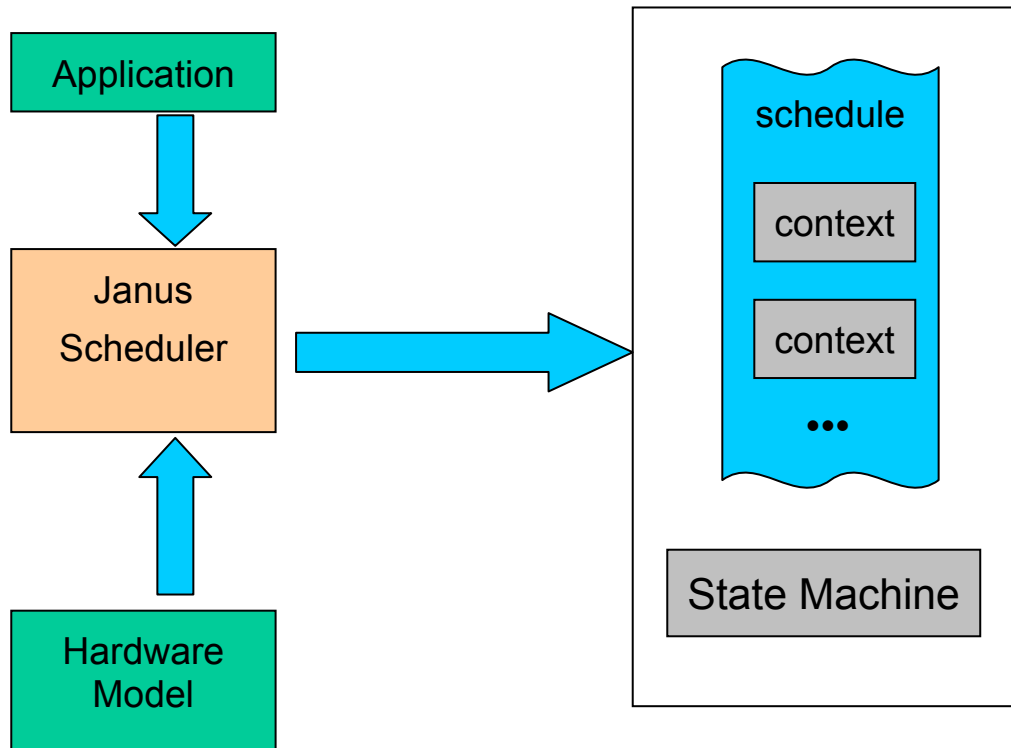 Application
Janus
Scheduler
Hardware
Model
schedule
context
context
•••
State Machine